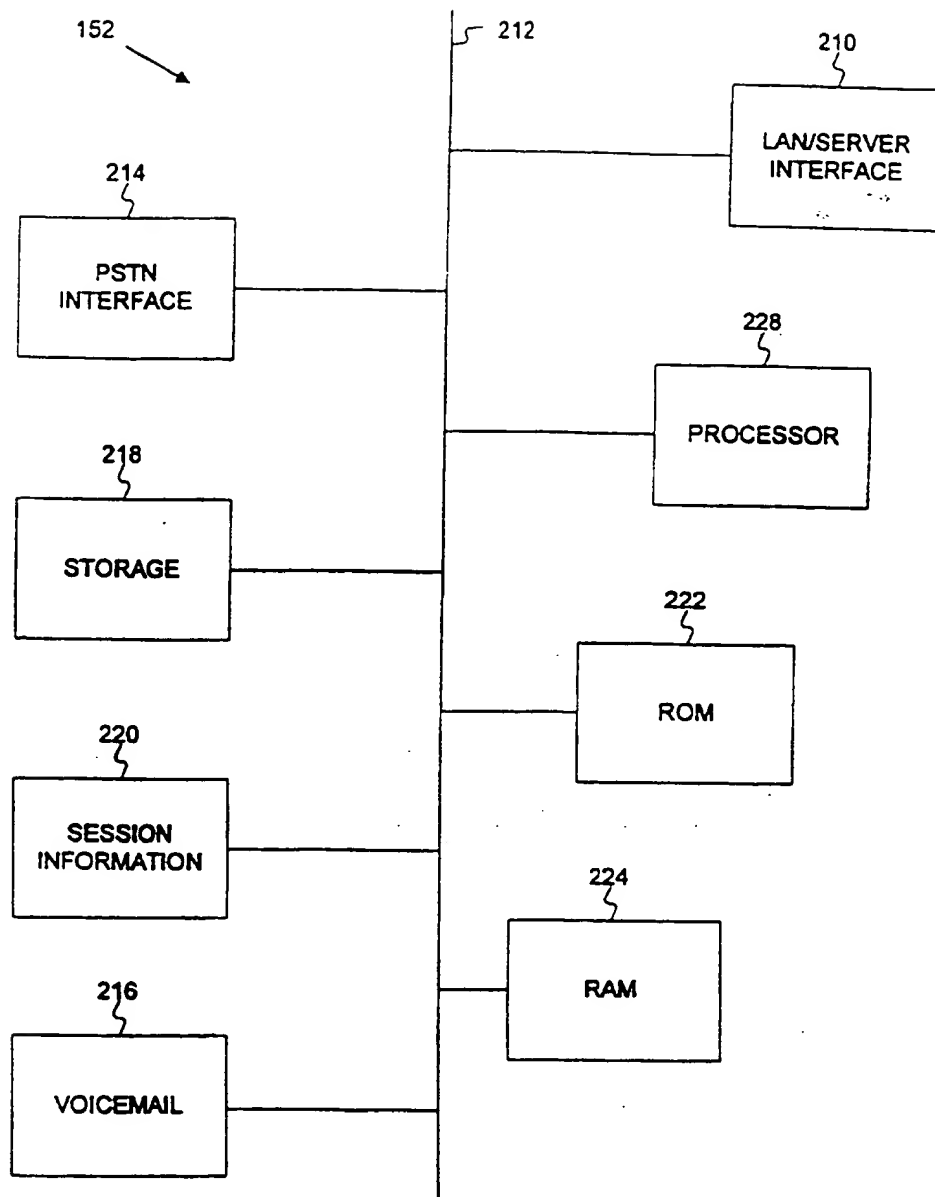 152
212
210
LAN/SERVER
INTERFACE
214
PSTN
INTERFACE
228
PROCESSOR
218
STORAGE
222
ROM
220
SESSION
INFORMATION
224
RAM
216
VOICEMAIL